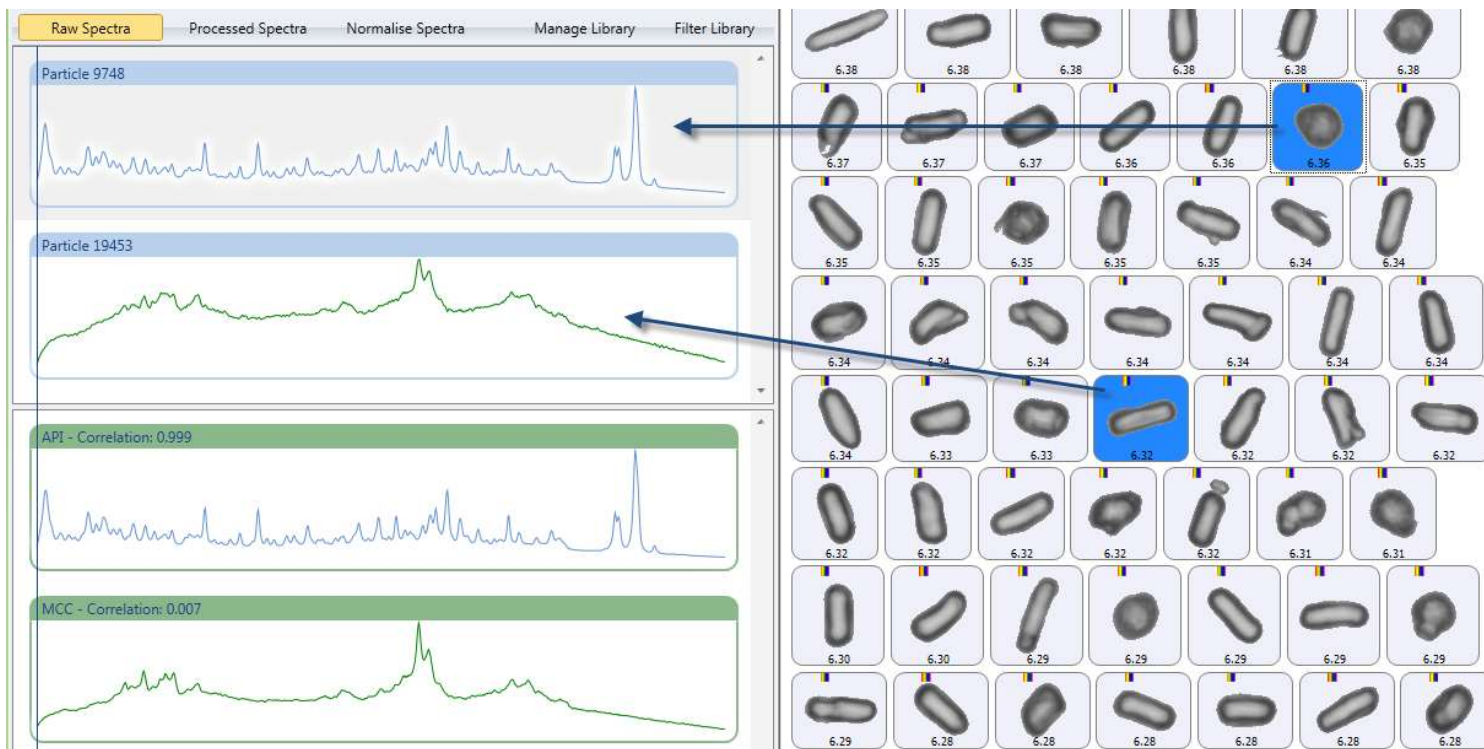 Raw Spectra Processed Spectra Normalise Spectra Manage Library Filter Library
Particle 9748
Particle 19453
API - Correlation: 0.999
MCC - Correlation: 0.007
6.38 6.38 6.38 6.38 6.38 6.38
6.37 6.37 6.37 6.36 6.36 6.36 6.35
6.35 6.35 6.35 6.35 6.35 6.34 6.34
6.34 6.34 6.34 6.34 6.34 6.34 6.34
6.34 6.33 6.33 6.32 6.32 6.32 6.32
6.32 6.32 6.32 6.32 6.32 6.31 6.31
6.30 6.30 6.29 6.29 6.29 6.29 6.29
6.29 6.28 6.28 6.28 6.28 6.28 6.28